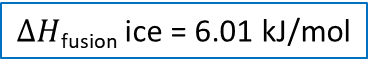 ΔH fusion ice = 6.01 kJ/mol